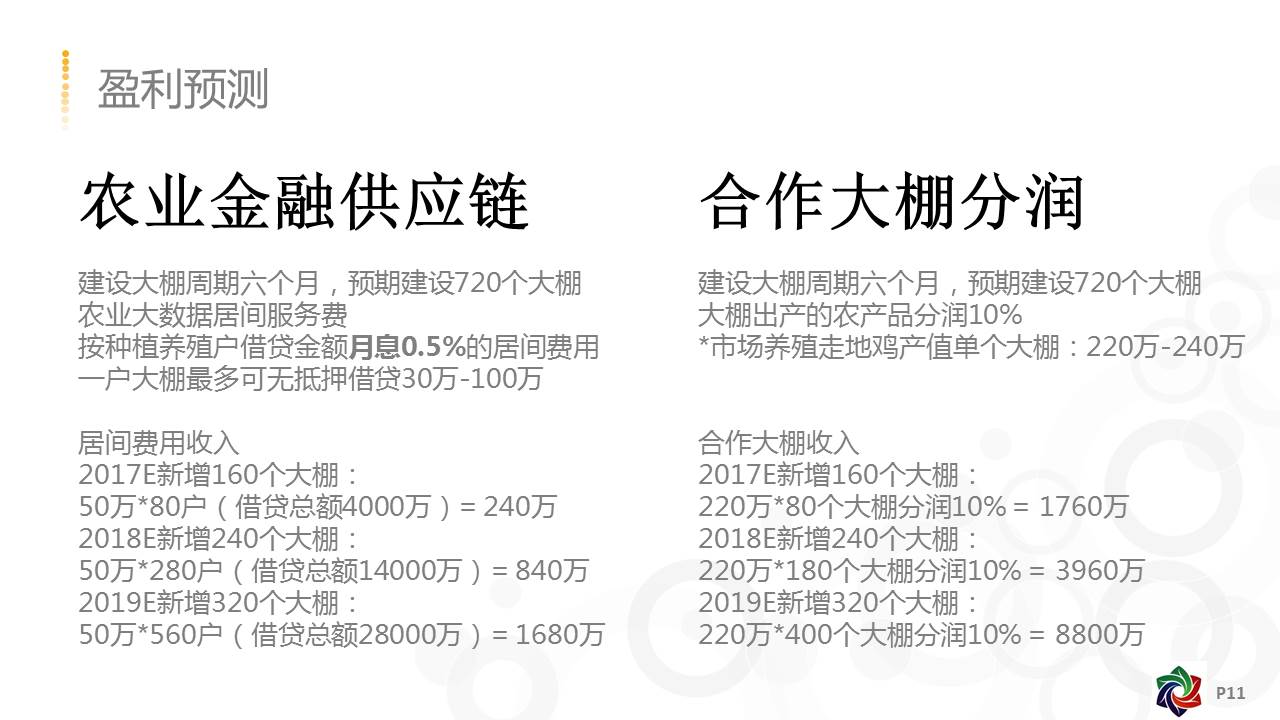 盈利预测
农业金融供应链
建设大棚周期六个月，预期建设720个大棚
农业大数据居间服务费
按种植养殖户借贷金额月息0.5%的居间费用
一户大棚最多可无抵押借贷30万-100万
居间费用收入
2017E新增160个大棚：
50万*80户（借贷总额4000万）= 240万
2018E新增240个大棚：
50万*280户（借贷总额14000万）= 840万
2019E新增320个大棚：
50万*560户（借贷总额28000万）= 1680万
合作大棚分润
建设大棚周期六个月，预期建设720个大棚
大棚出产的农产品分润10%
*市场养殖走地鸡产值单个大棚：220万-240万
合作大棚收入
2017E新增160个大棚：
220万*80个大棚分润10% = 1760万
2018E新增240个大棚：
220万*180个大棚分润10% = 3960万
2019E新增320个大棚：
220万*400个大棚分润10% = 8800万
P11